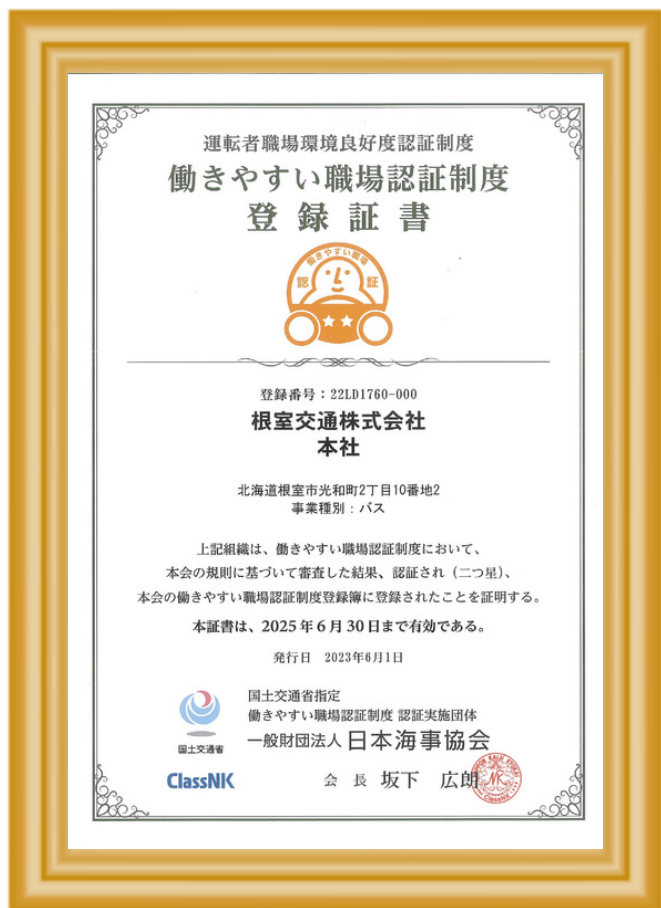 運転者職場環境良好度認証制度
働きやすい職場認証制度
登録証書
働きやすい職場
認 証
登録番号：22LD1760-000
根室交通株式会社
本社
北海道根室市光和町2丁目10番地2
事業種別：バス
上記組織は、働きやすい職場認証制度において、
本会の規則に基づいて審査した結果、認証され（二つ星）、
本会の働きやすい職場認証制度登録簿に登録されたことを証明する。
本証書は、2025年6月30日まで有効である。
発行日 2023年6月1日
国土交通省指定
働きやすい職場認証制度 認証実施団体
一般財団法人 日本海事協会
国土交通省
ClassNK
会 長 坂下 広朗